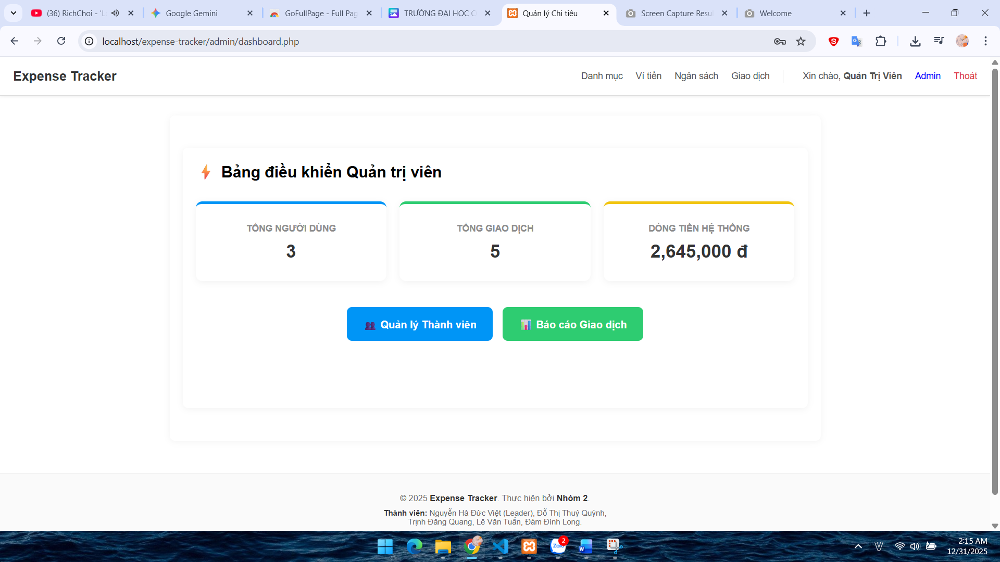 (36) RichChoi - 'L
Google Gemini
GoFullPage - Full Pag
TRƯỜNG ĐẠI HỌC
Quản lý Chi tiêu
Screen Capture Resu
Welcome
localhost/expense-tracker/admin/dashboard.php
Expense Tracker
Danh mục
Ví tiền
Ngân sách
Giao dịch
Xin chào, Quản Trị Viên
Admin
Thoát
Bảng điều khiển Quản trị viên
TỔNG NGƯỜI DÙNG
3
TỔNG GIAO DỊCH
5
DÒNG TIỀN HỆ THỐNG
2,645,000 đ
Quản lý Thành viên
Báo cáo Giao dịch
© 2025 Expense Tracker. Thực hiện bởi Nhóm 2.
Thành viên: Nguyễn Hà Đức Việt (Leader), Đỗ Thị Thuý Quỳnh,
Trịnh Đăng Quang, Lê Văn Tuấn, Đàm Đình Long.
Zalo
2
V
2:15 AM
12/31/2025